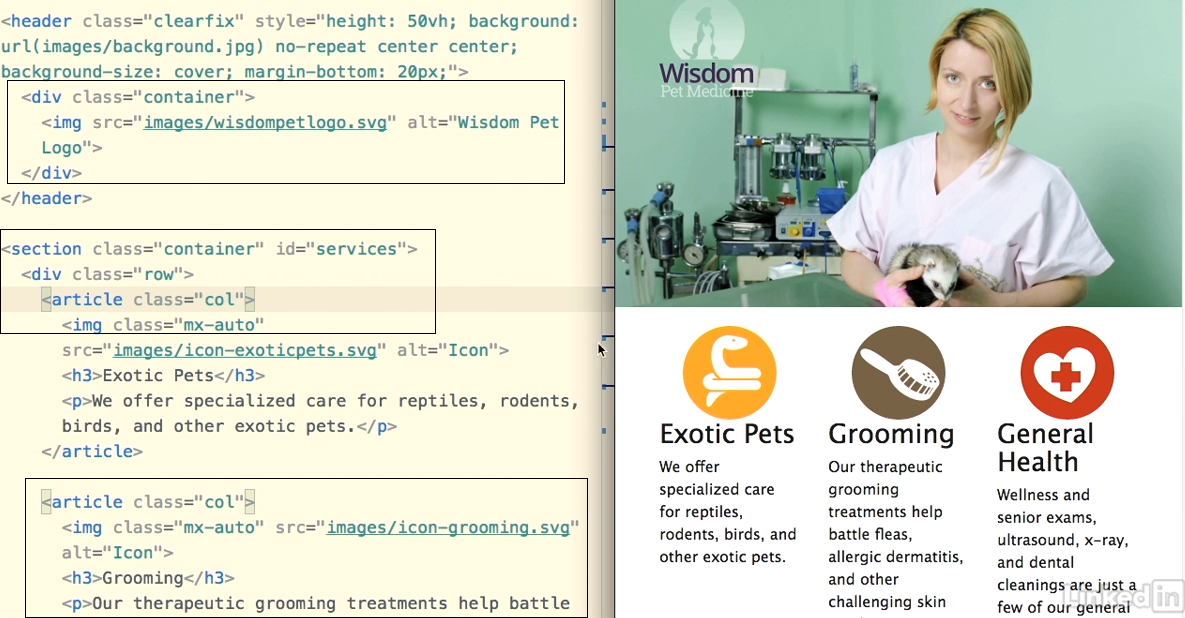 <header class="clearfix" style="height: 50vh; background:
url(images/background.jpg) no-repeat center center;
background-size: cover; margin-bottom: 20px;">
<div class="container">
<img src="images/wisdompetlogo.svg" alt="Wisdom Pet
Logo">
</div>
</header>
<section class="container" id="services">
<div class="row">
<article class="col">
<img class="mx-auto"
src="images/icon-exoticpets.svg" alt="Icon">
<h3>Exotic Pets</h3>
<p>We offer specialized care for reptiles, rodents,
birds, and other exotic pets.</p>
</article>
<article class="col">
<img class="mx-auto" src="images/icon-grooming.svg"
alt="Icon">
<h3>Grooming</h3>
<p>Our therapeutic grooming treatments help battle
Wisdom
Pet Medicine
Exotic Pets
We offer
specialized care
for reptiles,
rodents, birds, and
other exotic pets.
Grooming
Our therapeutic
grooming
treatments help
battle fleas,
allergic dermatitis,
and other
challenging skin
General
Health
Wellness and
senior exams,
ultrasound, x-ray,
and dental
cleanings are just a
few of our general
Linked in